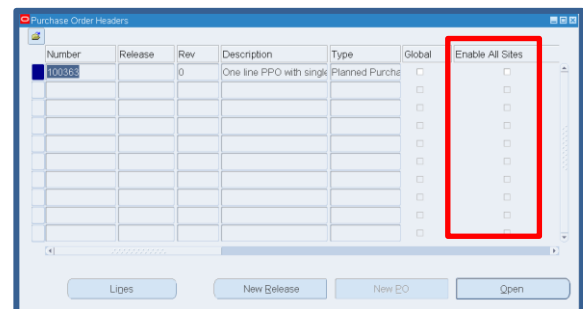 Purchase Order Headers
Number Release Rev Description Type Global Enable All Sites
100363 0 One line PPO with single Planned Purcha
Lines New Release New PO Open